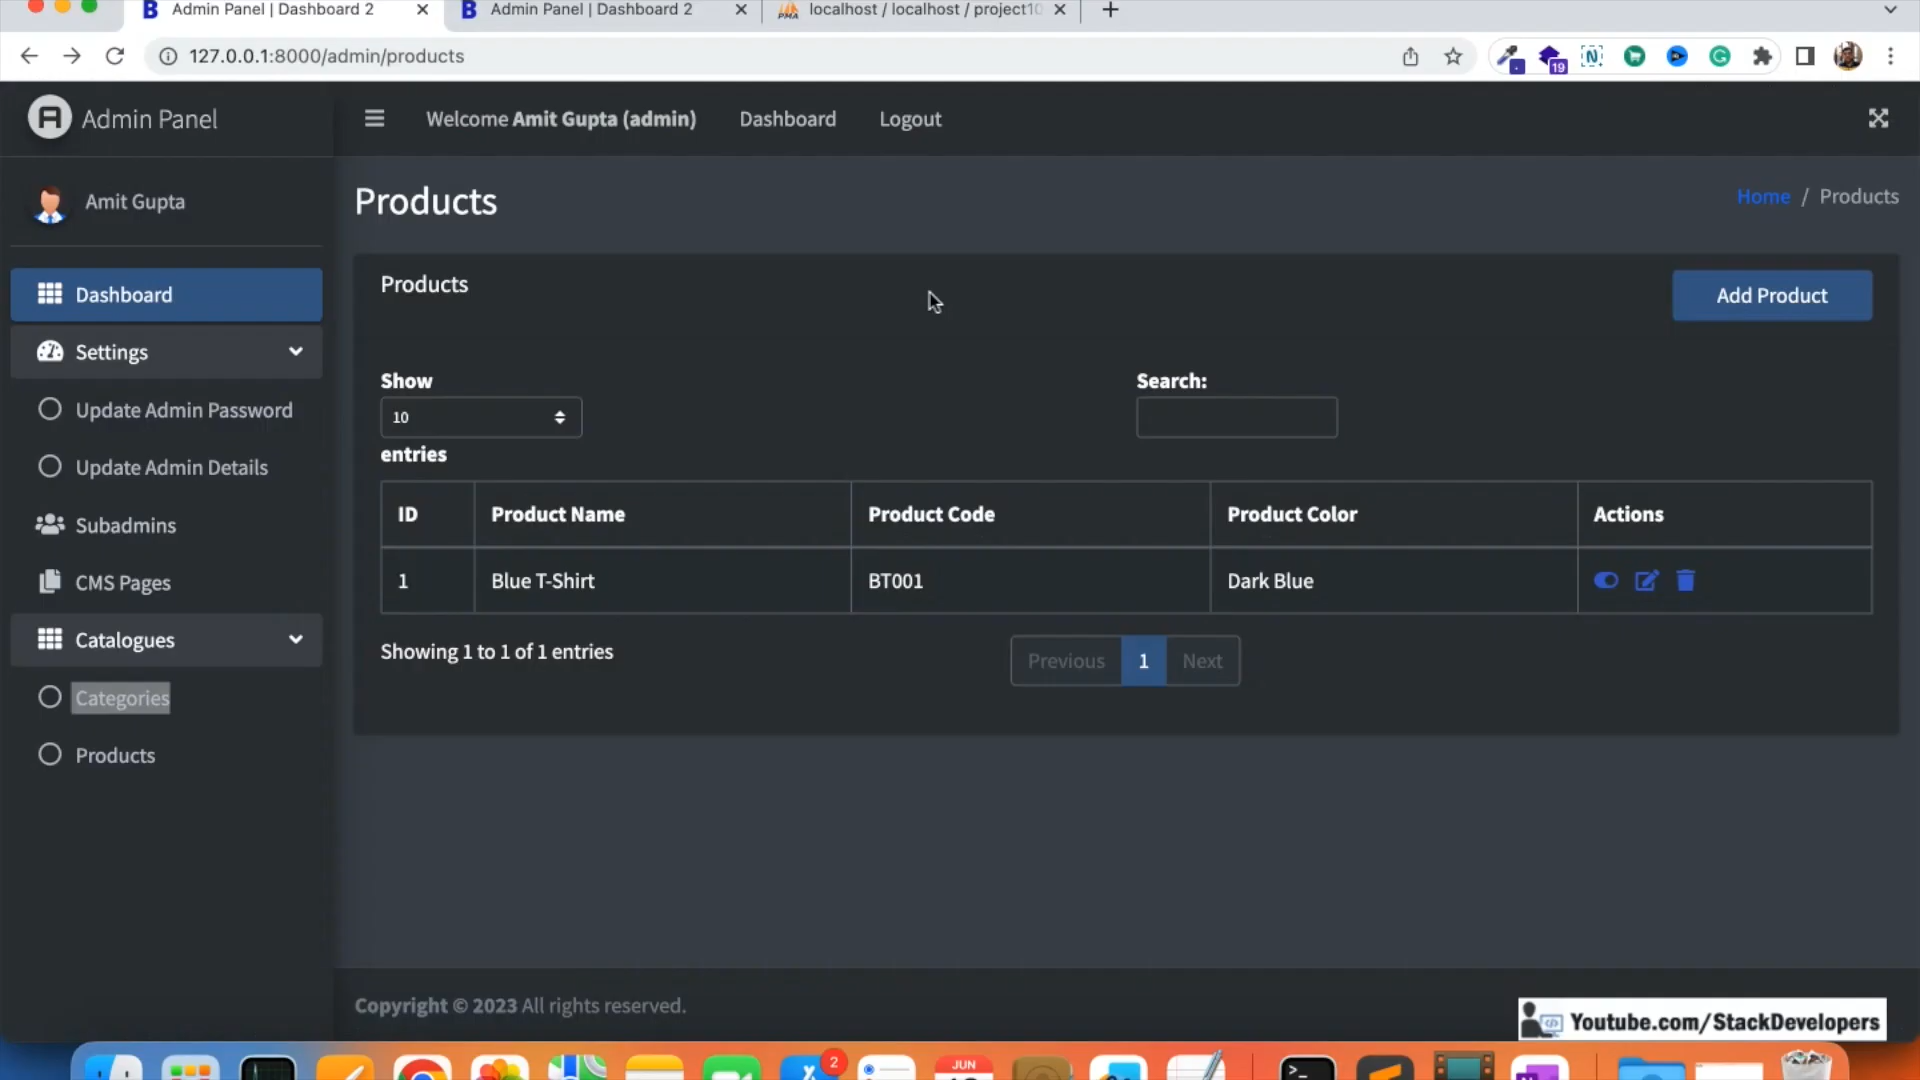 Admin Panel | Dashboard 2
Admin Panel | Dashboard 2
localhost / localhost / project10
127.0.0.1:8000/admin/products
19
Admin Panel
Welcome Amit Gupta (admin)
Dashboard
Logout
Amit Gupta
Products
Home / Products
Dashboard
Products
Add Product
Settings
Show
Search:
10
entries
Update Admin Password
Update Admin Details
ID
Product Name
Product Code
Product Color
Actions
Subadmins
1
Blue T-Shirt
BT001
Dark Blue
CMS Pages
Catalogues
Showing 1 to 1 of 1 entries
Previous
1
Next
Categories
Products
Copyright © 2023 All rights reserved.
Youtube.com/StackDevelopers
2
JUN